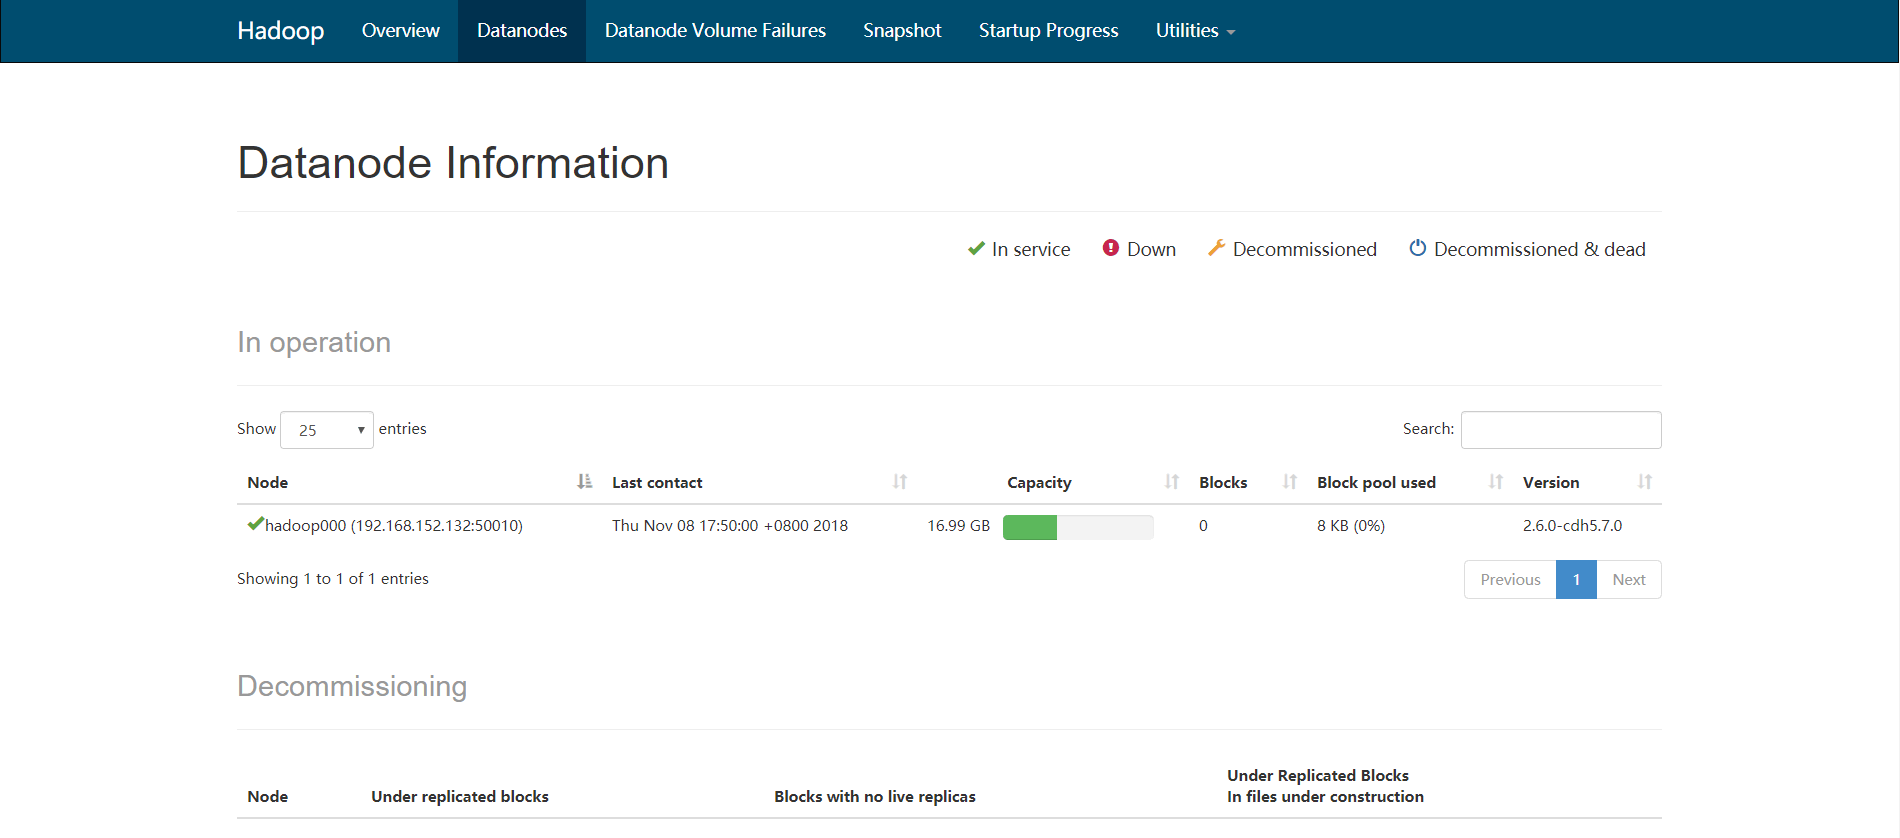 Hadoop Overview Datanodes Datanode Volume Failures Snapshot Startup Progress Utilities
Datanode Information
In service Down Decommissioned Decommissioned & dead
In operation
Show 25 entries Search:
Node Last contact Capacity Blocks Block pool used Version
hadoop000 (192.168.152.132:50010) Thu Nov 08 17:50:00 +0800 2018 16.99 GB 0 8 KB (0%) 2.6.0-cdh5.7.0
Showing 1 to 1 of 1 entries Previous 1 Next
Decommissioning
Node Under replicated blocks Blocks with no live replicas Under Replicated Blocks
In files under construction